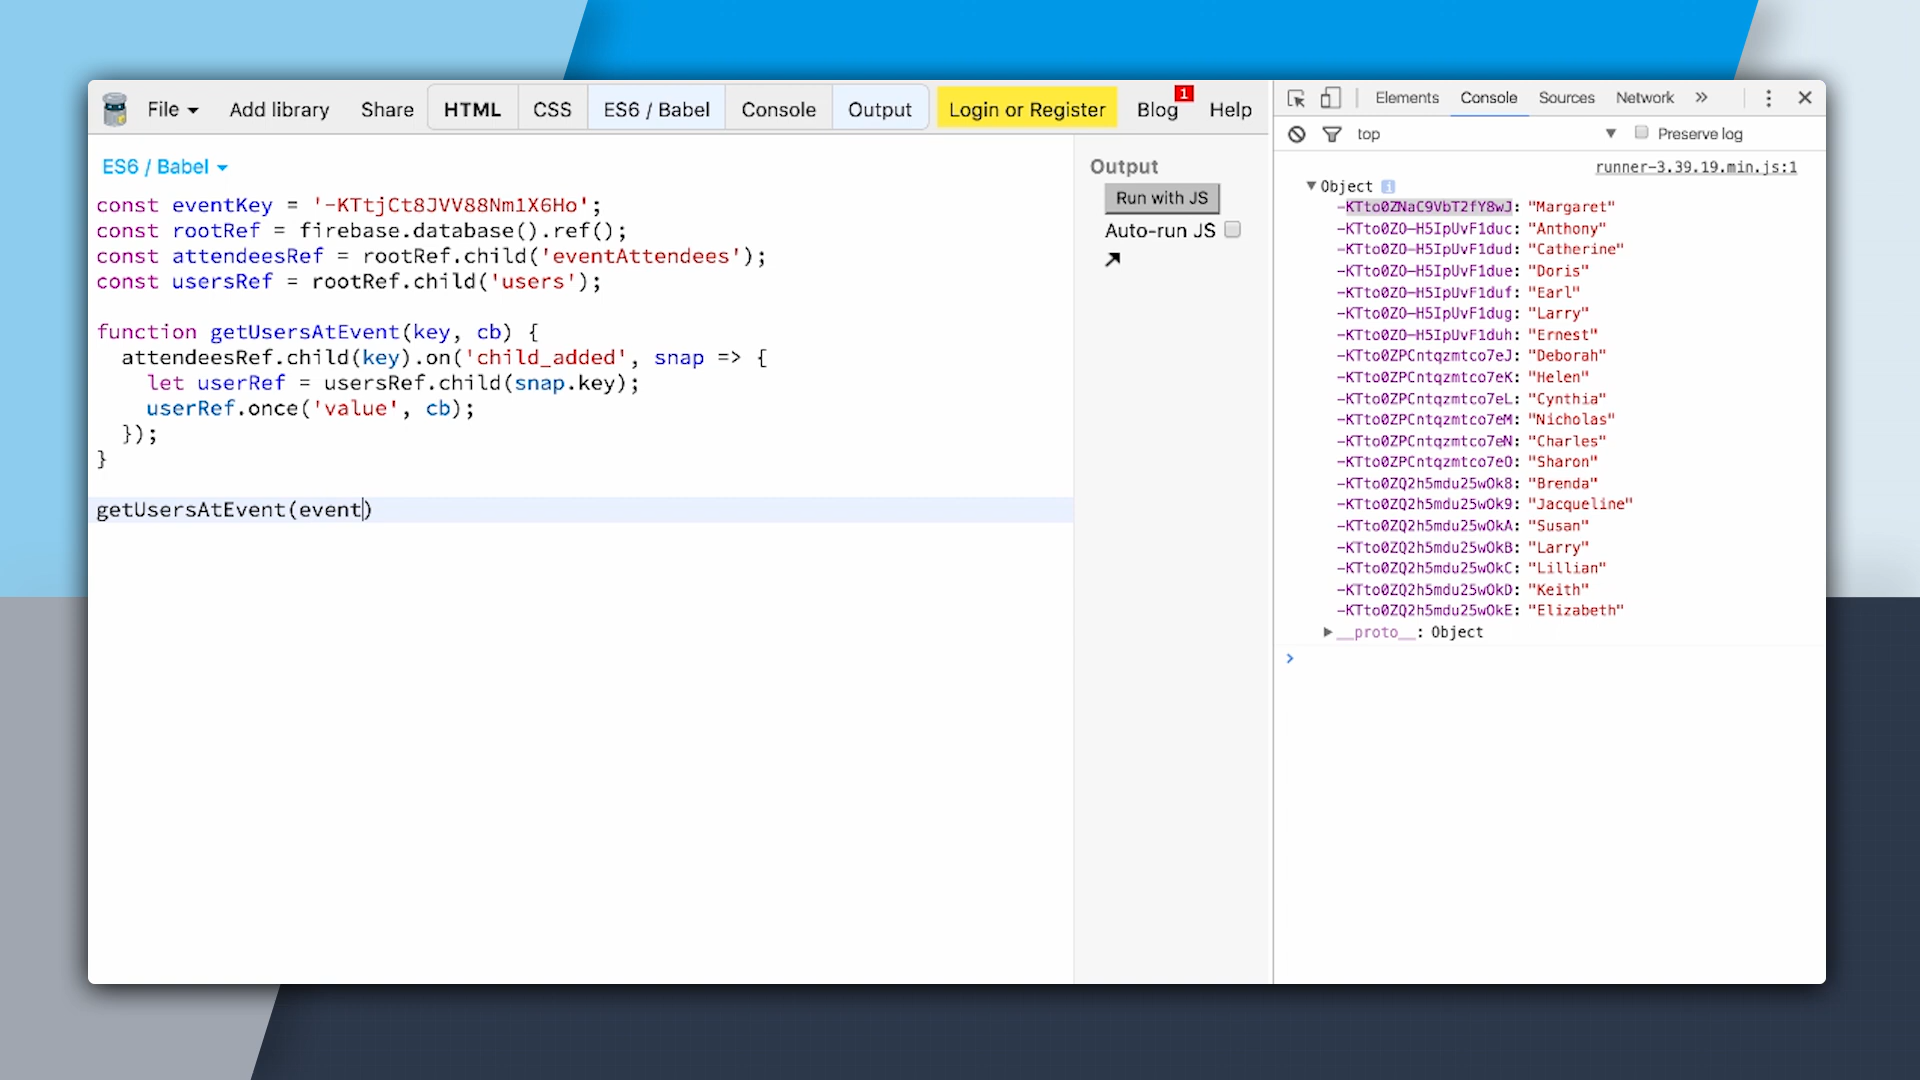 File
Add library
Share
HTML
CSS
ES6 / Babel
Console
Output
Login or Register
Blog
1
Help
ES6 / Babel
const eventKey = '-KTtjCt8JVV88Nm1X6Ho';
const rootRef = firebase.database().ref();
const attendeesRef = rootRef.child('eventAttendees');
const usersRef = rootRef.child('users');
function getUsersAtEvent(key, cb) {
attendeesRef.child(key).on('child_added', snap => {
let userRef = usersRef.child(snap.key);
userRef.once('value', cb);
});
}
getUsersAtEvent(event)
Output
Run with JS
Auto-run JS
Elements
Console
Sources
Network
top
Preserve log
runner-3.39.19.min.js:1
Object
-KTto0ZNaC9VbT2fY8wJ: "Margaret"
-KTto0ZO-H5IpUvF1duc: "Anthony"
-KTto0ZO-H5IpUvF1dud: "Catherine"
-KTto0ZO-H5IpUvF1due: "Doris"
-KTto0ZO-H5IpUvF1duf: "Earl"
-KTto0ZO-H5IpUvF1dug: "Larry"
-KTto0ZO-H5IpUvF1duh: "Ernest"
-KTto0ZPCntqzmtco7eJ: "Deborah"
-KTto0ZPCntqzmtco7eK: "Helen"
-KTto0ZPCntqzmtco7eL: "Cynthia"
-KTto0ZPCntqzmtco7eM: "Nicholas"
-KTto0ZPCntqzmtco7eN: "Charles"
-KTto0ZPCntqzmtco7eO: "Sharon"
-KTto0ZQ2h5mdu25wOk8: "Brenda"
-KTto0ZQ2h5mdu25wOk9: "Jacqueline"
-KTto0ZQ2h5mdu25wOkA: "Susan"
-KTto0ZQ2h5mdu25wOkB: "Larry"
-KTto0ZQ2h5mdu25wOkC: "Lillian"
-KTto0ZQ2h5mdu25wOkD: "Keith"
-KTto0ZQ2h5mdu25wOkE: "Elizabeth"
__proto__: Object